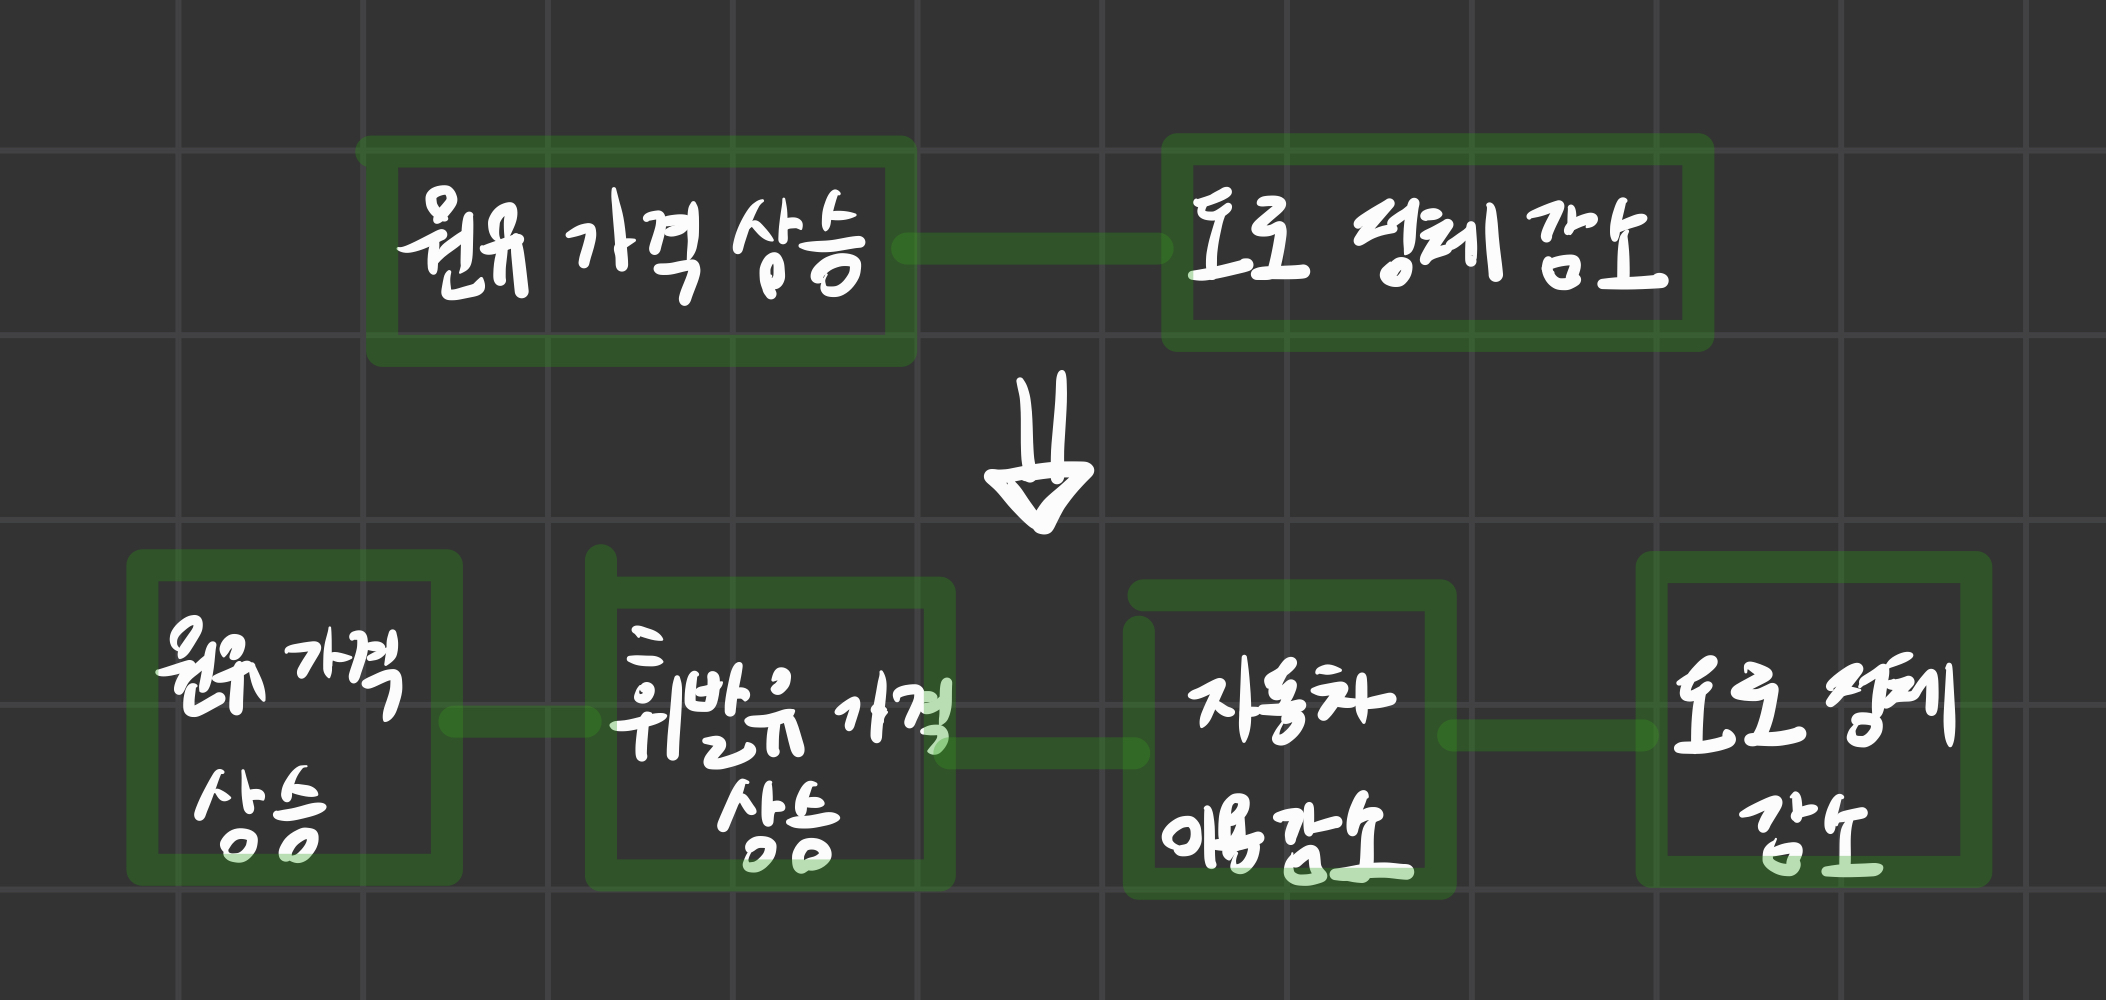 원유 가격 상승 도로 정체 감소
원유 가격
상승
휘발유 가격
상승
자동차
이용 감소
도로 정체
감소